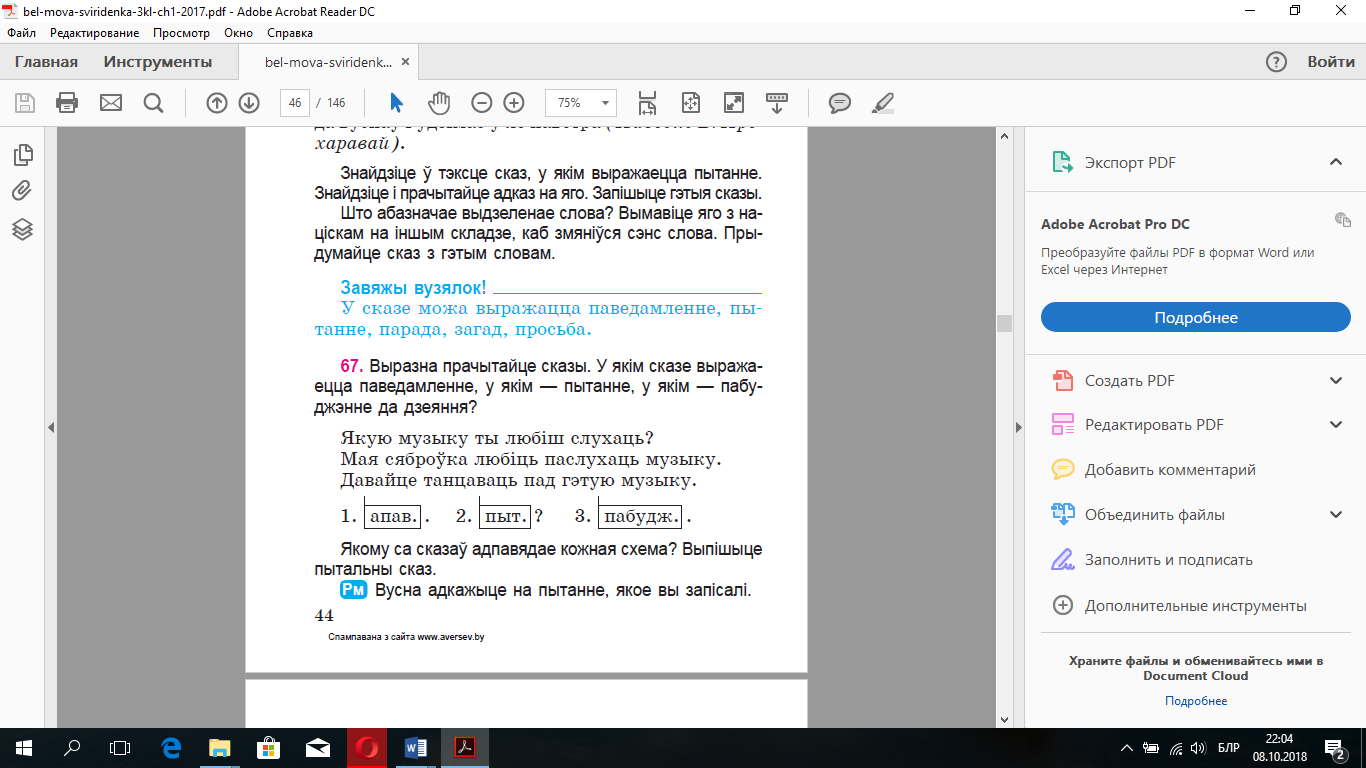 bel-mova-sviridenka-3kl-ch1-2017.pdf - Adobe Acrobat Reader DC
Файл Редактирование Просмотр Окно Справка
Главная Инструменты bel-mova-sviridenk... × Войти
46 / 146 75%
харавай).
Знайдзіце ў тэксце сказ, у якім выражаецца пытанне.
Знайдзіце і прачытайце адказ на яго. Запішыце гэтыя сказы.
Што абазначае выдзеленае слова? Вымавіце яго з на-
ціскам на іншым складзе, каб змяніўся сэнс слова. Пры-
думайце сказ з гэтым словам.
Завяжы вузялок!
У сказе можа выражацца паведамленне, пы-
танне, парада, загад, просьба.
67. Выразна прачытайце сказы. У якім сказе выража-
ецца паведамленне, у якім — пытанне, у якім — пабу-
джэнне да дзеяння?
Якую музыку ты любіш слухаць?
Мая сяброўка любіць паслухаць музыку.
Давайце танцаваць пад гэтую музыку.
1. апав. . 2. пыт. ? 3. пабудж. .
Якому са сказаў адпавядае кожная схема? Выпішыце
пытальны сказ.
Рм Вусна адкажыце на пытанне, якое вы запісалі.
44
Спампавана з сайта www.aversev.by
Экспорт PDF
Adobe Acrobat Pro DC
Преобразуйте файлы PDF в формат Word или
Excel через Интернет
Подробнее
Создать PDF
Редактировать PDF
Добавить комментарий
Объединить файлы
Заполнить и подписать
Дополнительные инструменты
Храните файлы и обменивайтесь ими в
Document Cloud
Подробнее
БЛР
22:04
08.10.2018
2